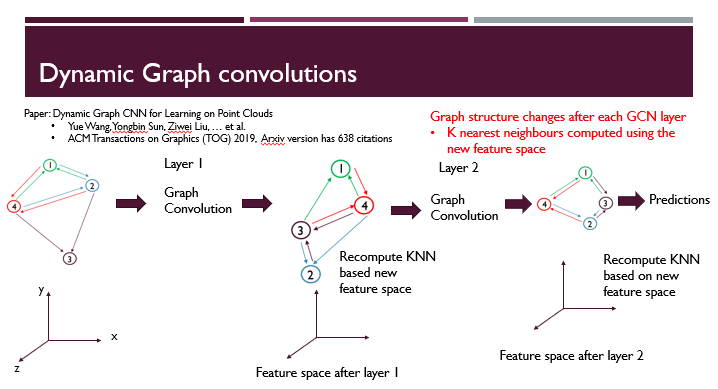 Dynamic Graph convolutions
Paper: Dynamic Graph CNN for Learning on Point Clouds
• Yue Wang,Yongbin Sun, Ziwei Liu, … et al.
• ACM Transactions on Graphics (TOG) 2019, Arxiv version has 638 citations
Graph structure changes after each GCN layer
• K nearest neighbours computed using the
new feature space
1
2
4
3
Layer 1
Graph
Convolution
1
4
3
2
Recompute KNN
based new
feature space
Layer 2
Graph
Convolution
1
4
3
2
Predictions
Recompute KNN
based on new
feature space
y
x
z
Feature space after layer 1
Feature space after layer 2